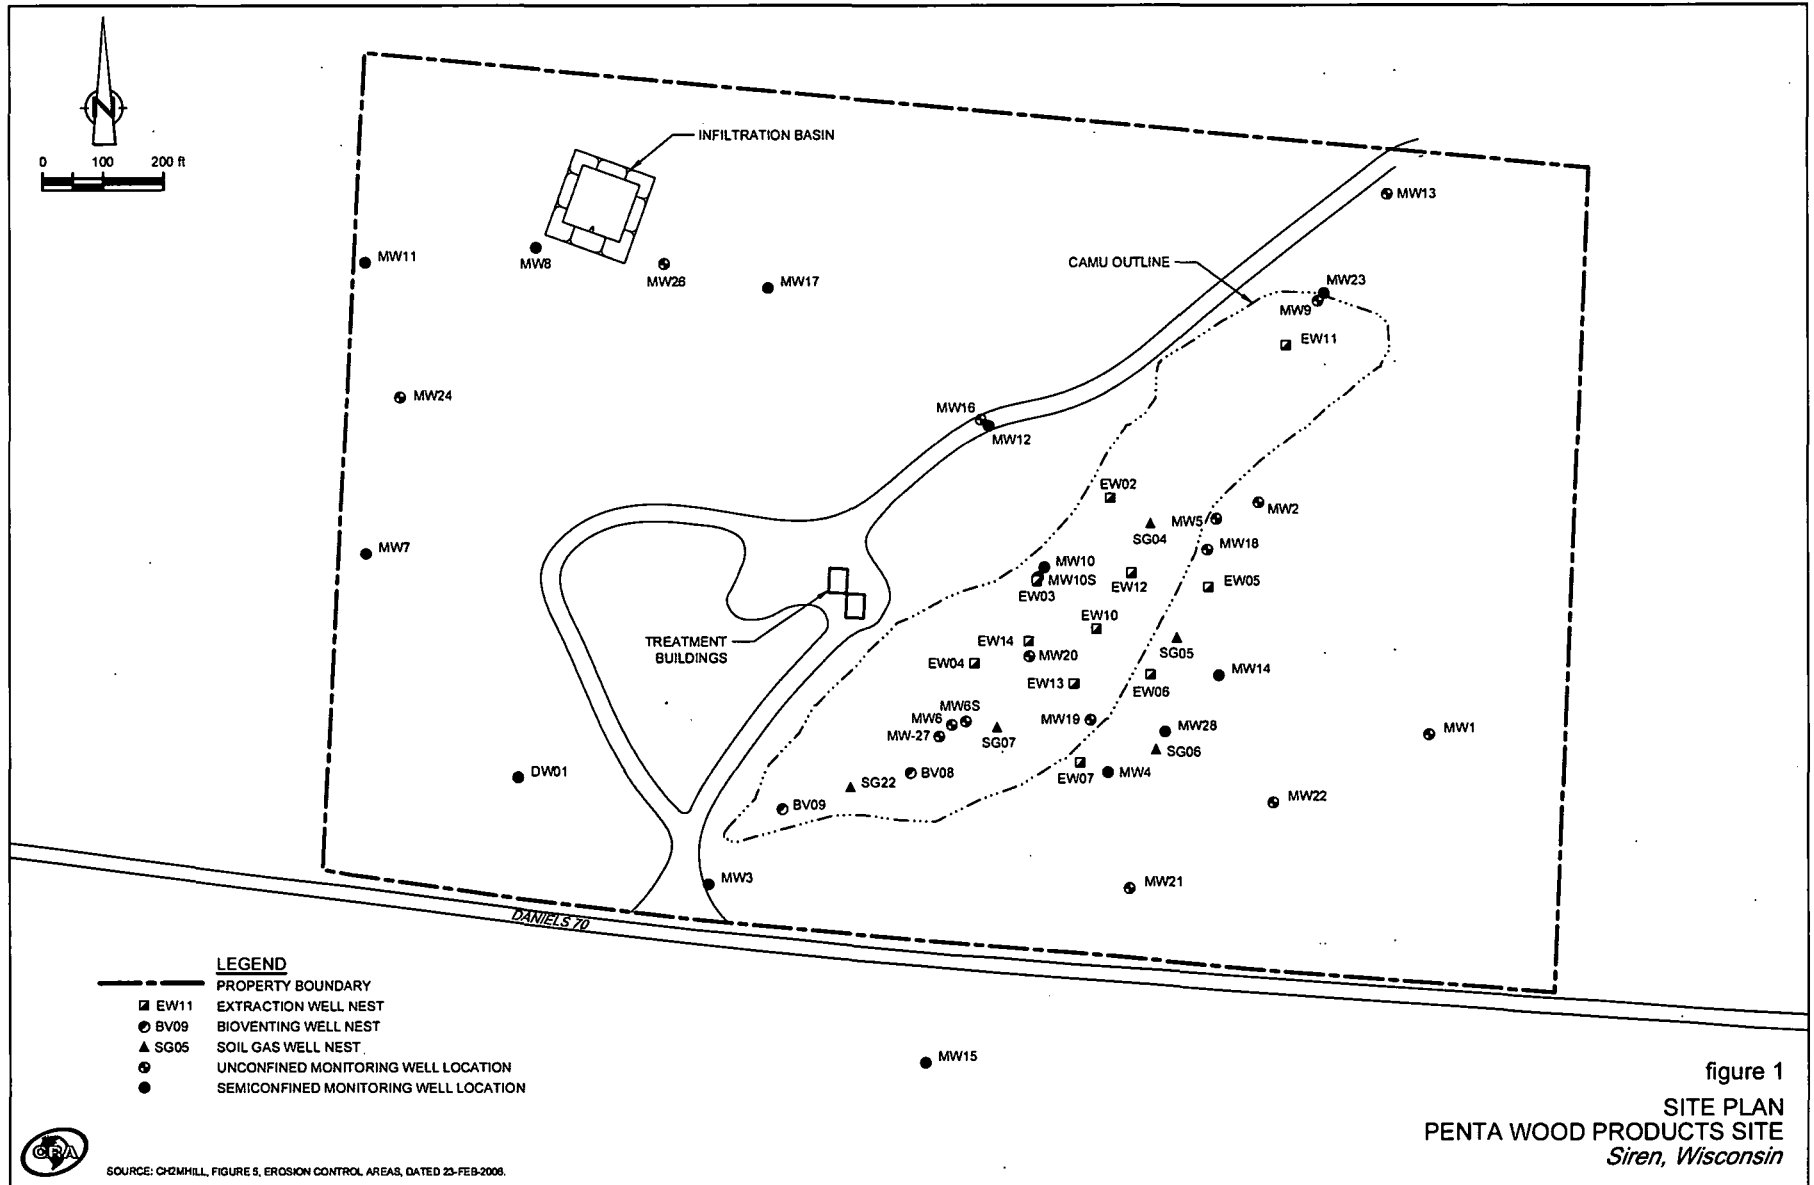 N
0 100 200 ft
INFILTRATION BASIN
MW13
MW11
MW8
MW26
MW17
CAMU OUTLINE
MW23
MW9
EW11
MW24
MW16
MW12
EW02
MW2
MW5
SG04
MW18
MW7
MW10
MW10S
EW03
EW12
EW05
EW10
TREATMENT
BUILDINGS
EW14
MW20
EW04
SG05
EW13
EW06
MW14
MW6S
MW6
MW-27
SG07
MW19
MW28
MW1
SG06
DW01
BV08
EW07
MW4
SG22
BV09
MW22
MW3
MW21
DANIELS 70
LEGEND
PROPERTY BOUNDARY
EW11 EXTRACTION WELL NEST
BV09 BIOVENTING WELL NEST
SG05 SOIL GAS WELL NEST
UNCONFINED MONITORING WELL LOCATION
SEMICONFINED MONITORING WELL LOCATION
MW15
figure 1
SITE PLAN
PENTA WOOD PRODUCTS SITE
Siren, Wisconsin
CRA
SOURCE: CH2MHILL, FIGURE 5, EROSION CONTROL AREAS, DATED 23-FEB-2006.